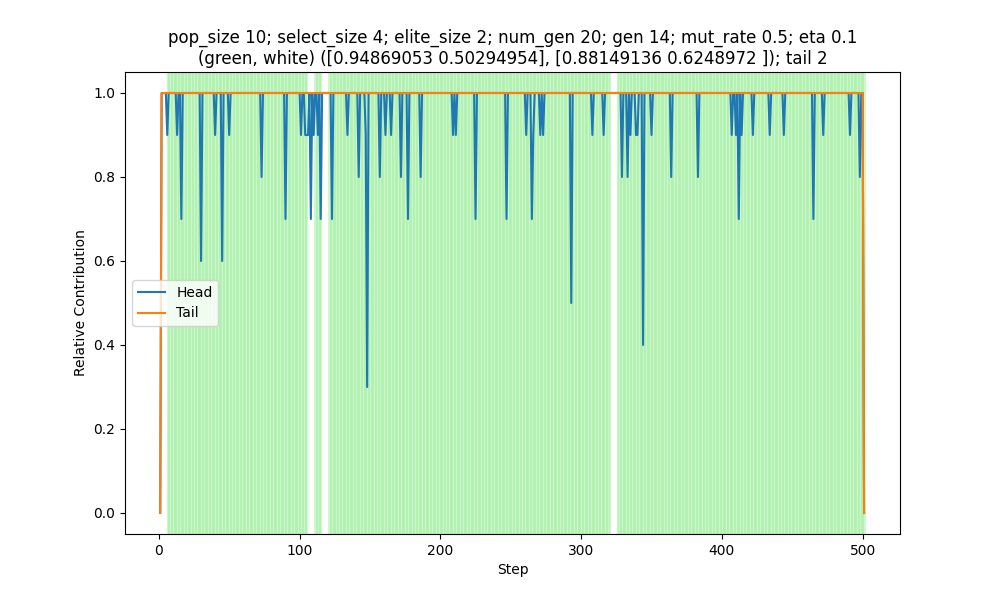 pop_size 10; select_size 4; elite_size 2; num_gen 20; gen 14; mut_rate 0.5; eta 0.1
(green, white) ([0.94869053 0.50294954], [0.88149136 0.6248972 ]); tail 2
1.0
0.8
0.6
0.4
0.2
0.0
Relative Contribution
Head
Tail
0
100
200
300
400
500
Step